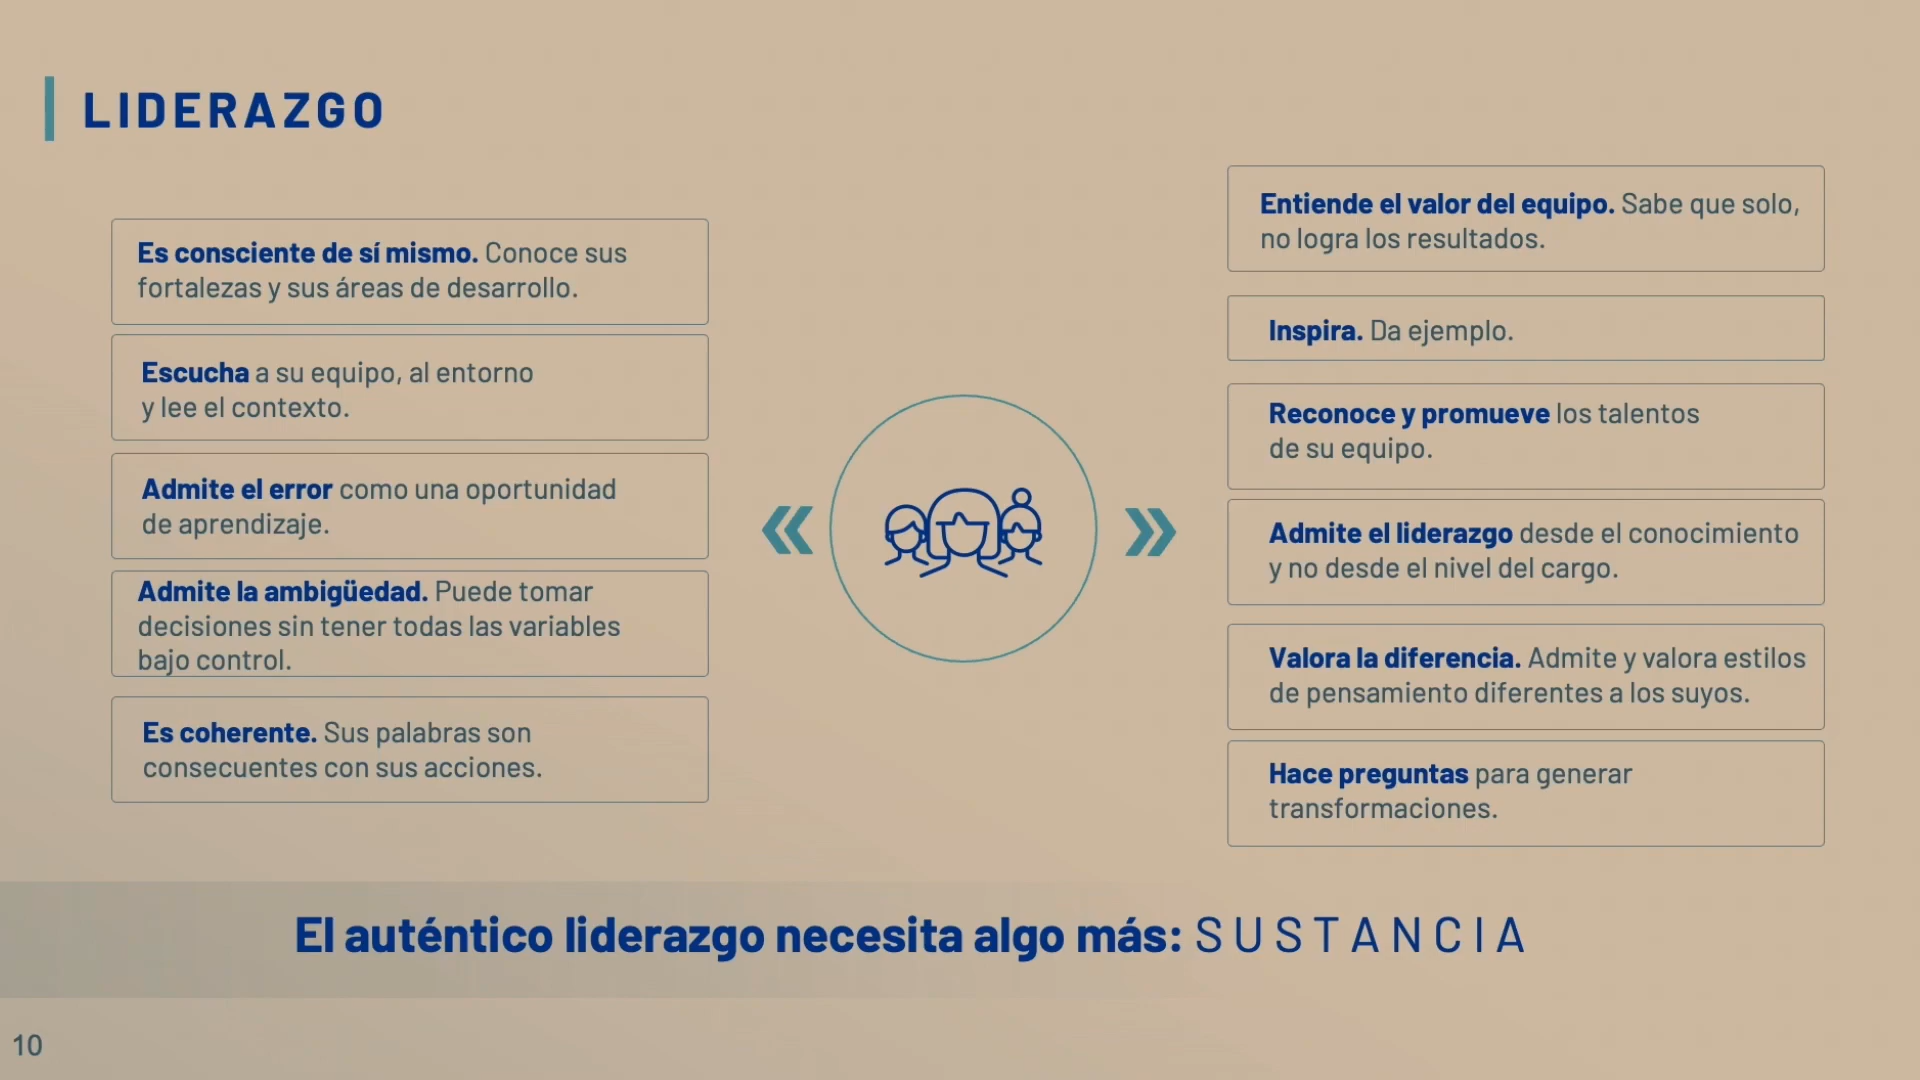 LIDERAZGO
Es consciente de sí mismo. Conoce sus
fortalezas y sus áreas de desarrollo.
Escucha a su equipo, al entorno
y lee el contexto.
Admite el error como una oportunidad
de aprendizaje.
Admite la ambigüedad. Puede tomar
decisiones sin tener todas las variables
bajo control.
Es coherente. Sus palabras son
consecuentes con sus acciones.
Entiende el valor del equipo. Sabe que solo,
no logra los resultados.
Inspira. Da ejemplo.
Reconoce y promueve los talentos
de su equipo.
Admite el liderazgo desde el conocimiento
y no desde el nivel del cargo.
Valora la diferencia. Admite y valora estilos
de pensamiento diferentes a los suyos.
Hace preguntas para generar
transformaciones.
El auténtico liderazgo necesita algo más: SUSTANCIA
10